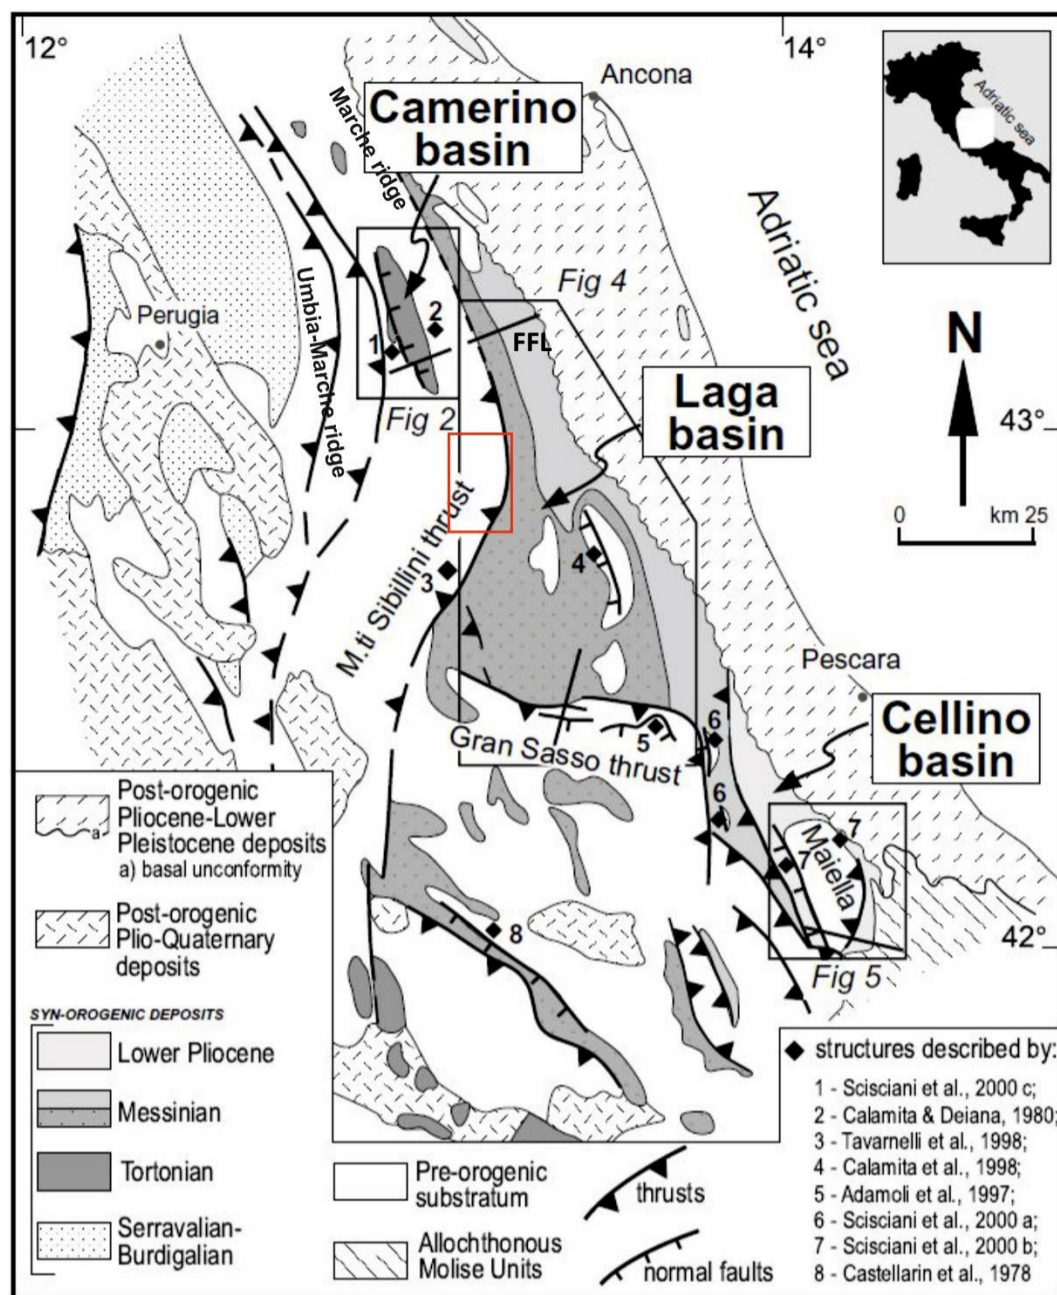 12°
14°
Ancona
Adriatic sea
Marche ridge
Camerino
basin
Adriatic sea
Fig 4
Perugia
Umbia-Marche ridge
2
1
FFL
N
Fig 2
Laga
basin
43°
0 km 25
M.ti Sibillini thrust
4
3
Pescara
Gran Sasso thrust
5
6
Cellino
basin
6
7
7
Maiella
8
42°
Fig 5
a
Post-orogenic
Pliocene-Lower
Pleistocene deposits
a) basal unconformity
Post-orogenic
Plio-Quaternary
deposits
SYN-OROGENIC DEPOSITS
Lower Pliocene
Messinian
Tortonian
Serravalian-
Burdigalian
Pre-orogenic
substratum
Allochthonous
Molise Units
thrusts
normal faults
structures described by:
1 - Scisciani et al., 2000 c;
2 - Calamita & Deiana, 1980;
3 - Tavarnelli et al., 1998;
4 - Calamita et al., 1998;
5 - Adamoli et al., 1997;
6 - Scisciani et al., 2000 a;
7 - Scisciani et al., 2000 b;
8 - Castellarin et al., 1978